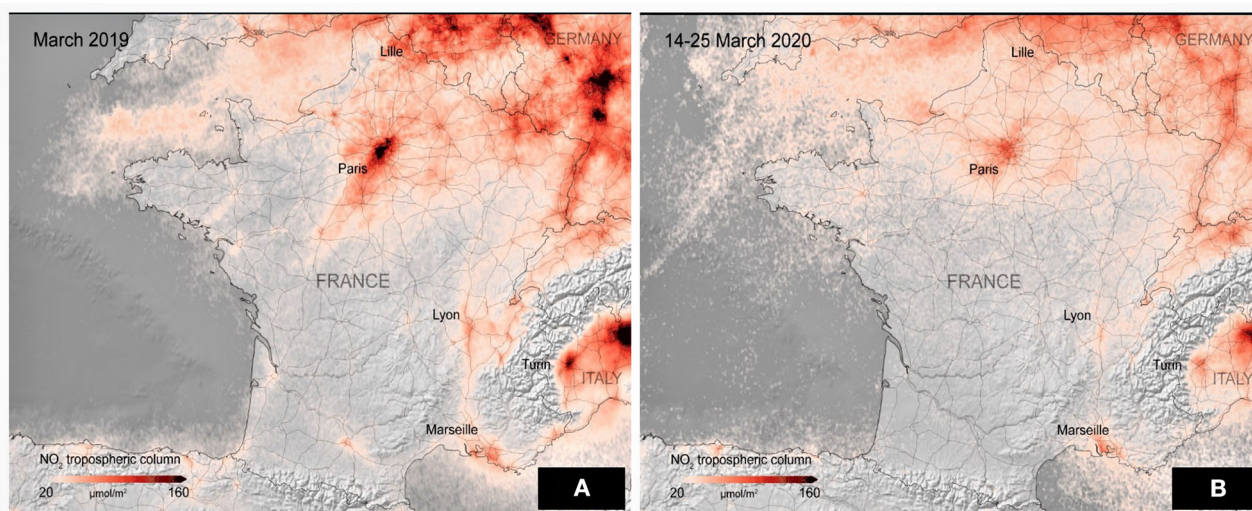 March 2019
Lille
GERMANY
Paris
FRANCE
Lyon
Turin
ITALY
Marseille
NO₂ tropospheric column
20 µmol/m² 160
A
14-25 March 2020
Lille
GERMANY
Paris
FRANCE
Lyon
Turin
ITALY
Marseille
NO₂ tropospheric column
20 µmol/m² 160
B